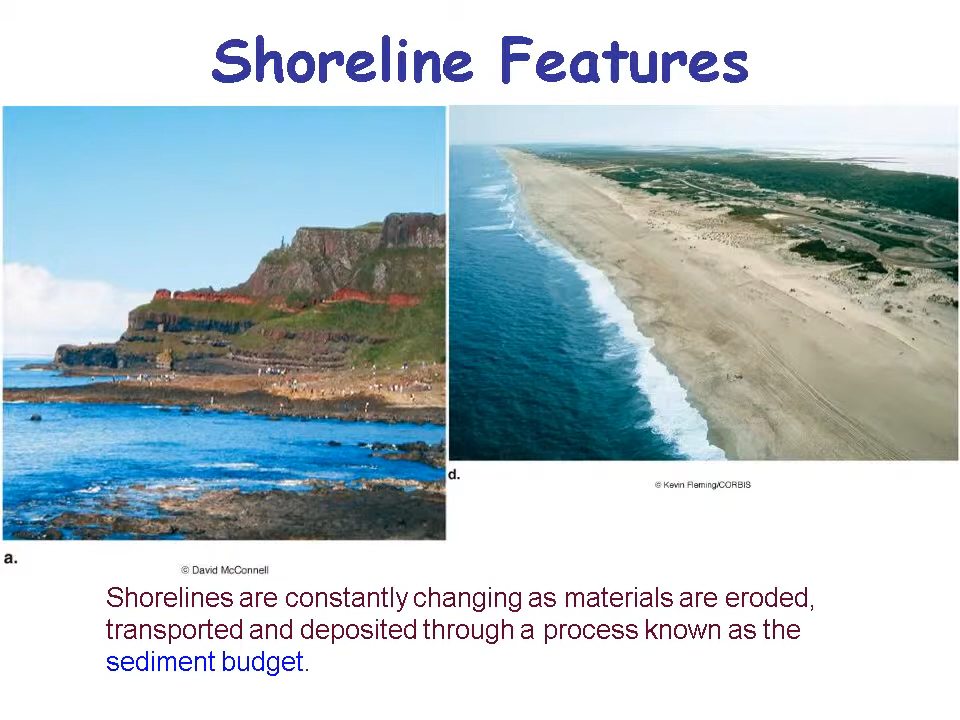 Shoreline Features
d.
© Kevin Fleming/CORBIS
a.
© David McConnell
Shorelines are constantly changing as materials are eroded,
transported and deposited through a process known as the
sediment budget.